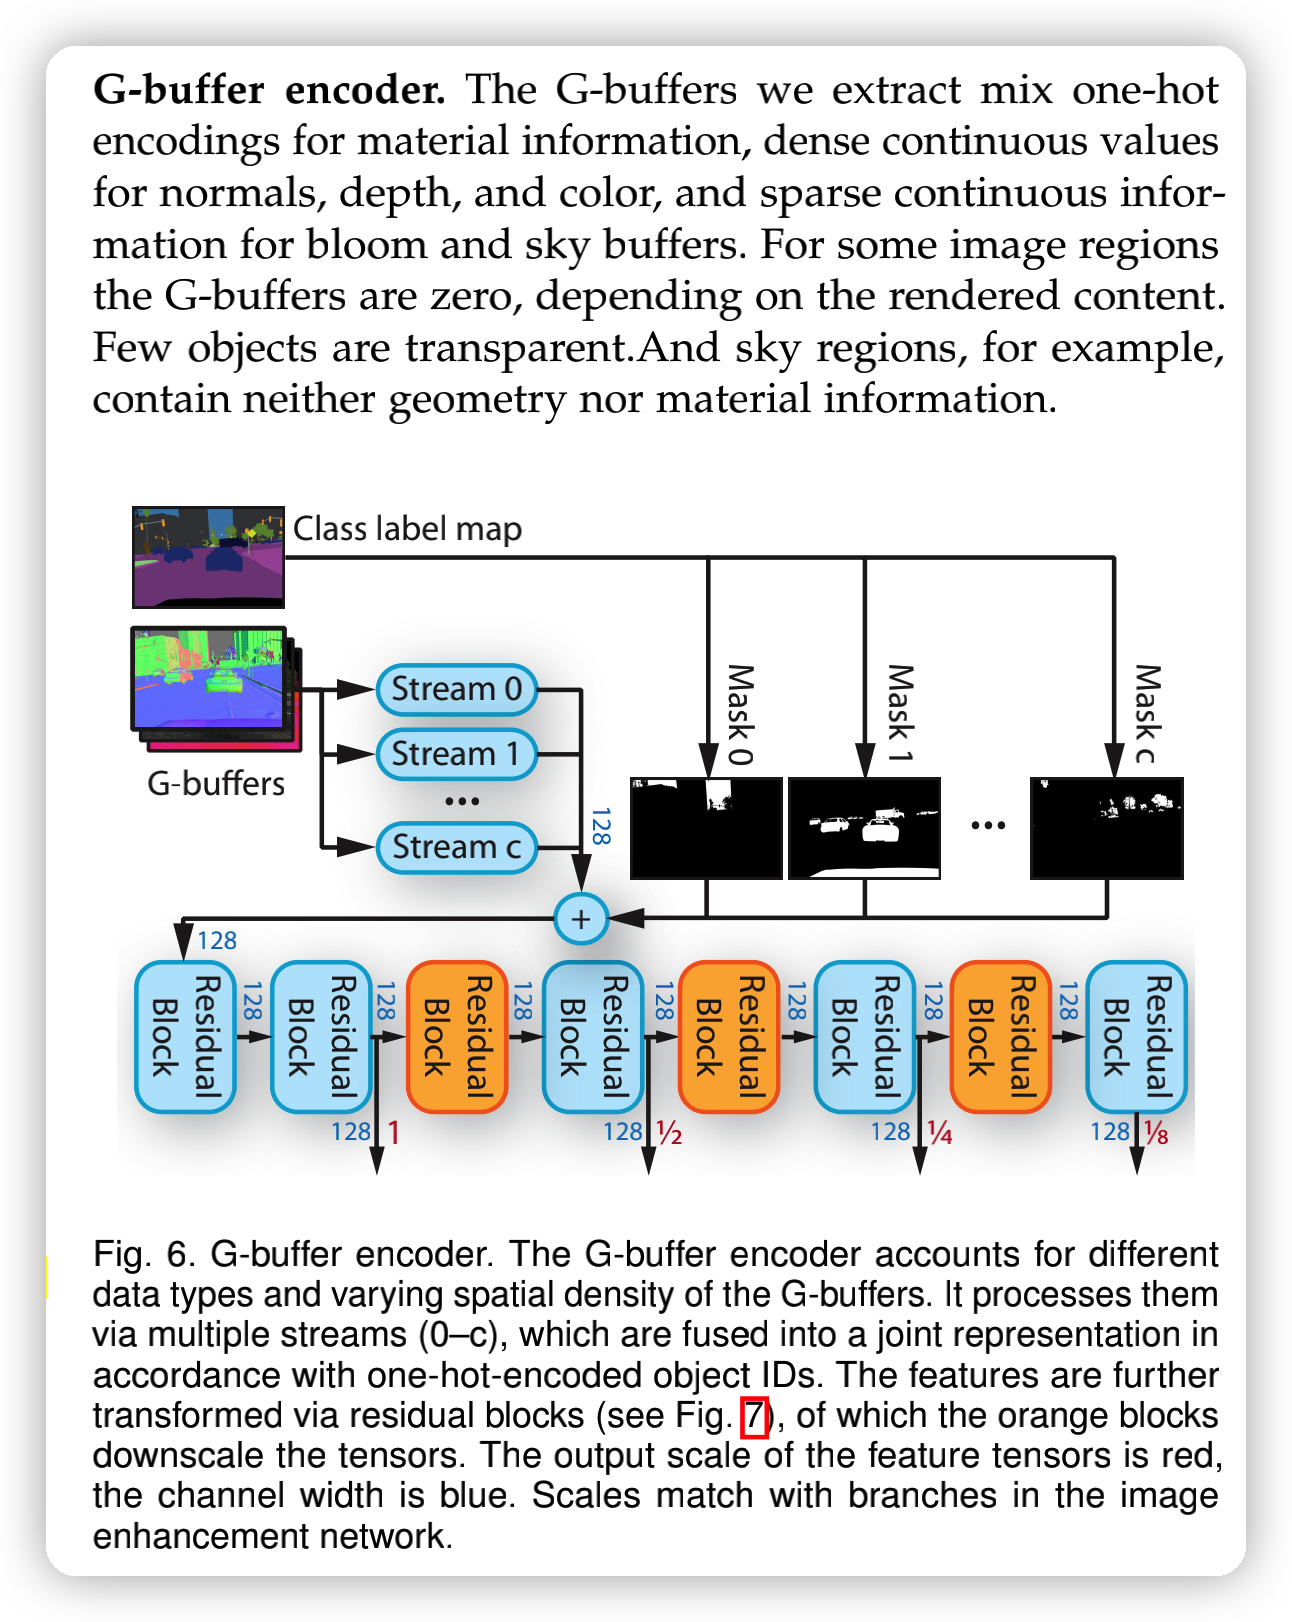 G-buffer encoder. The G-buffers we extract mix one-hot
encodings for material information, dense continuous values
for normals, depth, and color, and sparse continuous infor-
mation for bloom and sky buffers. For some image regions
the G-buffers are zero, depending on the rendered content.
Few objects are transparent.And sky regions, for example,
contain neither geometry nor material information.
Class label map
G-buffers
Stream 0
Stream 1
...
Stream c
128
Mask 0
Mask 1
...
Mask c
+
128
Residual Block
128
Residual Block
128
Residual Block
128
Residual Block
128
Residual Block
128
Residual Block
128
Residual Block
128
Residual Block
128 1
128 ½
128 ¼
128 ⅛
Fig. 6. G-buffer encoder. The G-buffer encoder accounts for different
data types and varying spatial density of the G-buffers. It processes them
via multiple streams (0–c), which are fused into a joint representation in
accordance with one-hot-encoded object IDs. The features are further
transformed via residual blocks (see Fig. 7), of which the orange blocks
downscale the tensors. The output scale of the feature tensors is red,
the channel width is blue. Scales match with branches in the image
enhancement network.